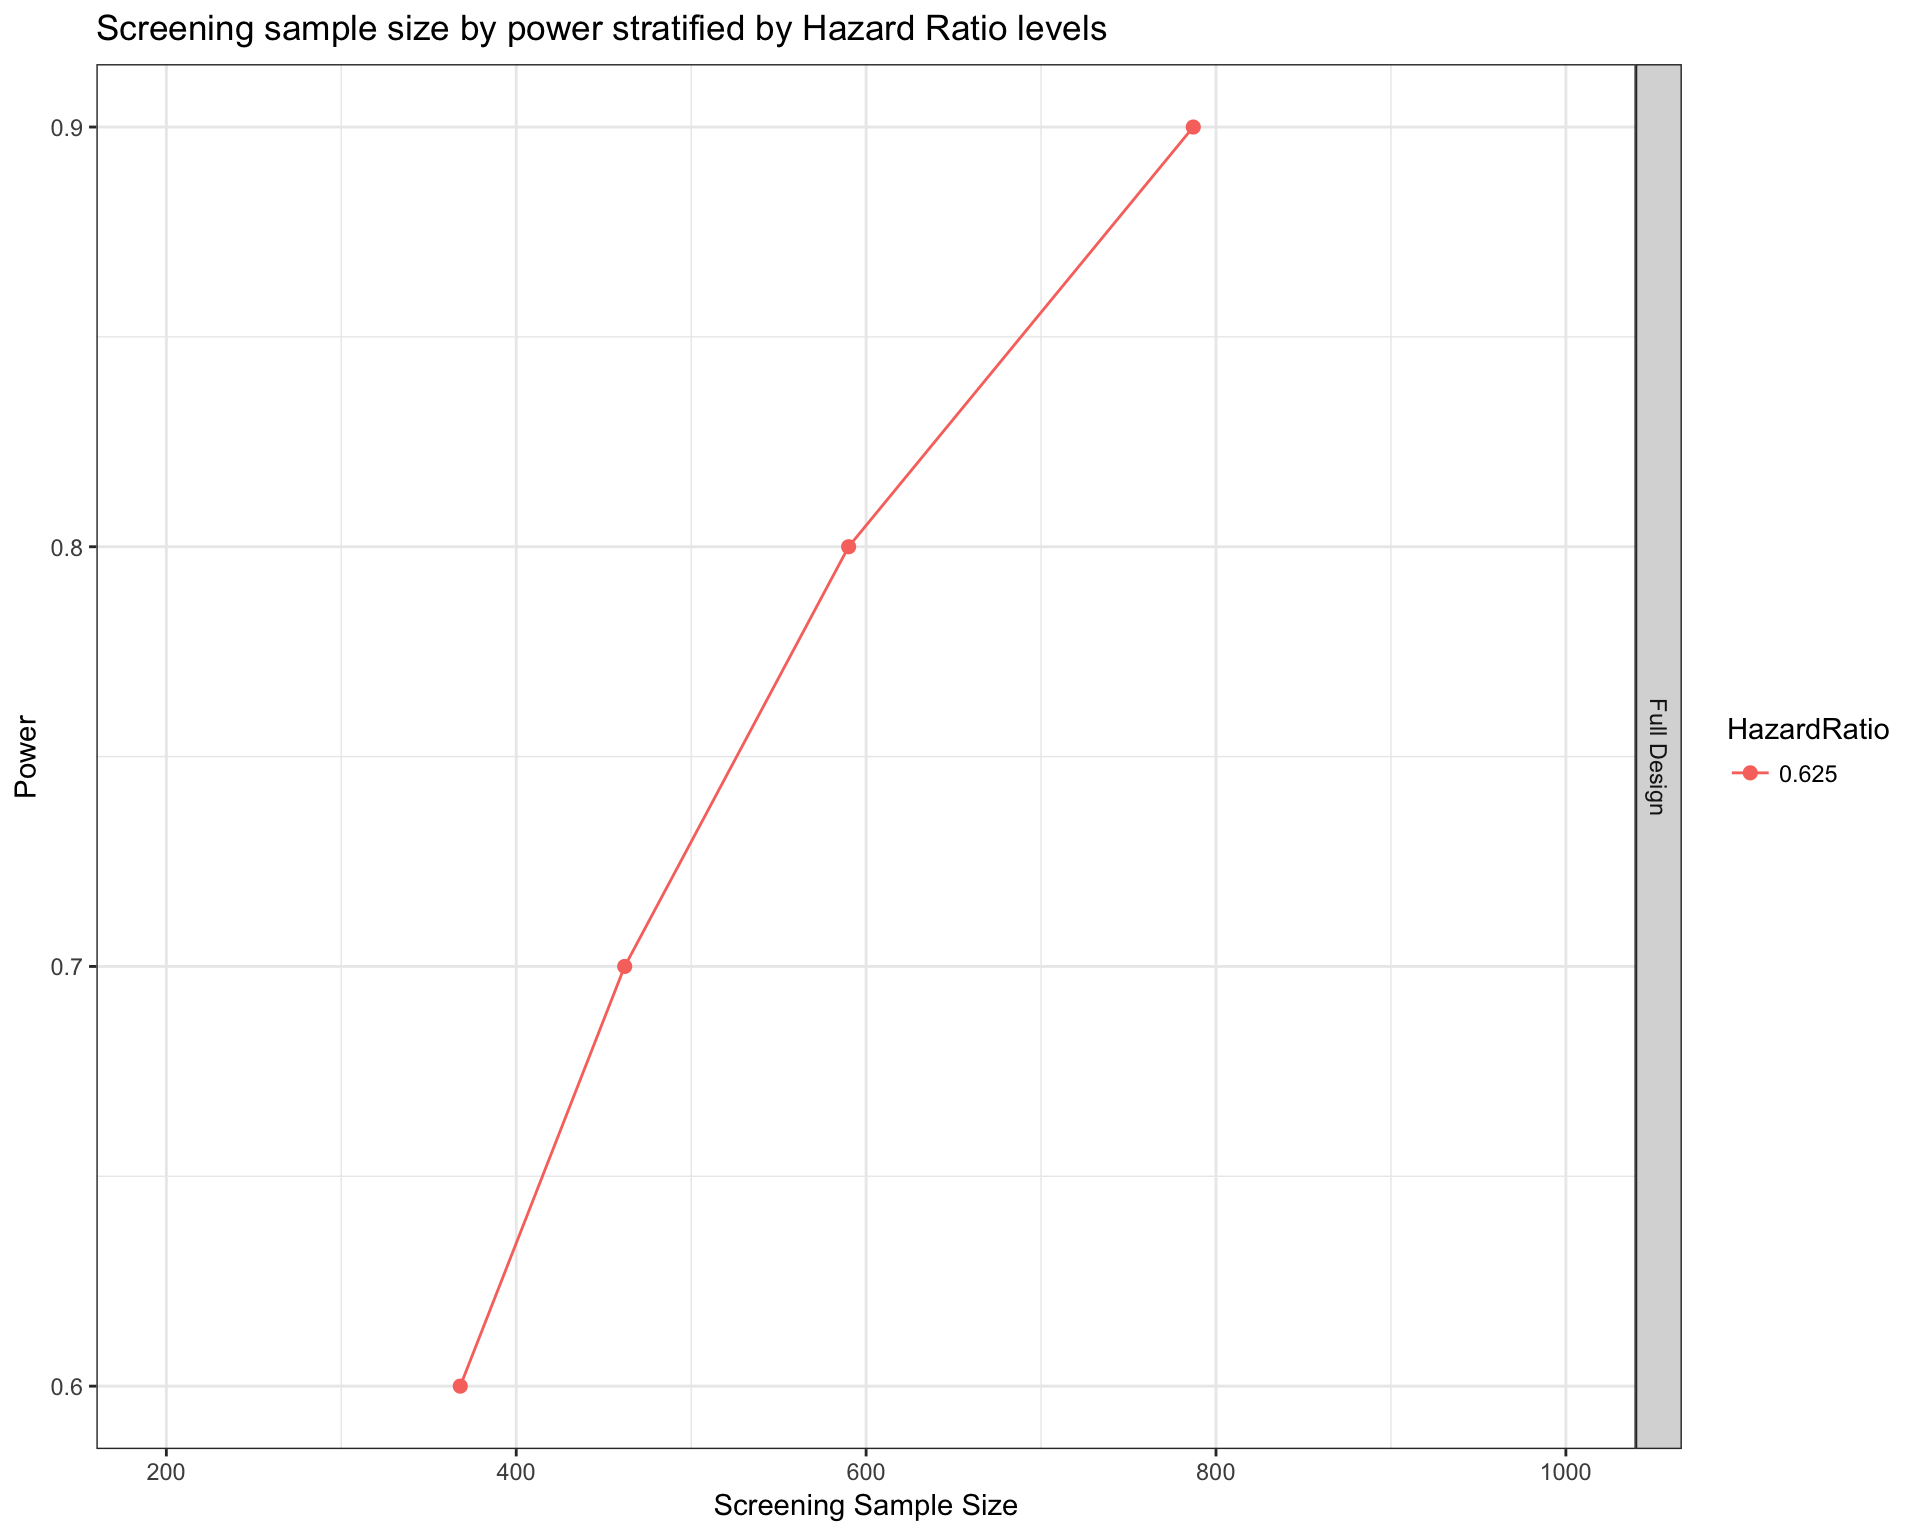 Screening sample size by power stratified by Hazard Ratio levels
0.9
0.8
0.7
0.6
Power
200 400 600 800 1000
Screening Sample Size
Full Design
HazardRatio
0.625